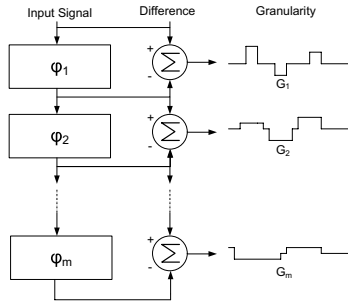 Input Signal Difference Granularity
φ1
+
Σ
-
G1
φ2
+
Σ
-
G2
φm
+
Σ
-
Gm